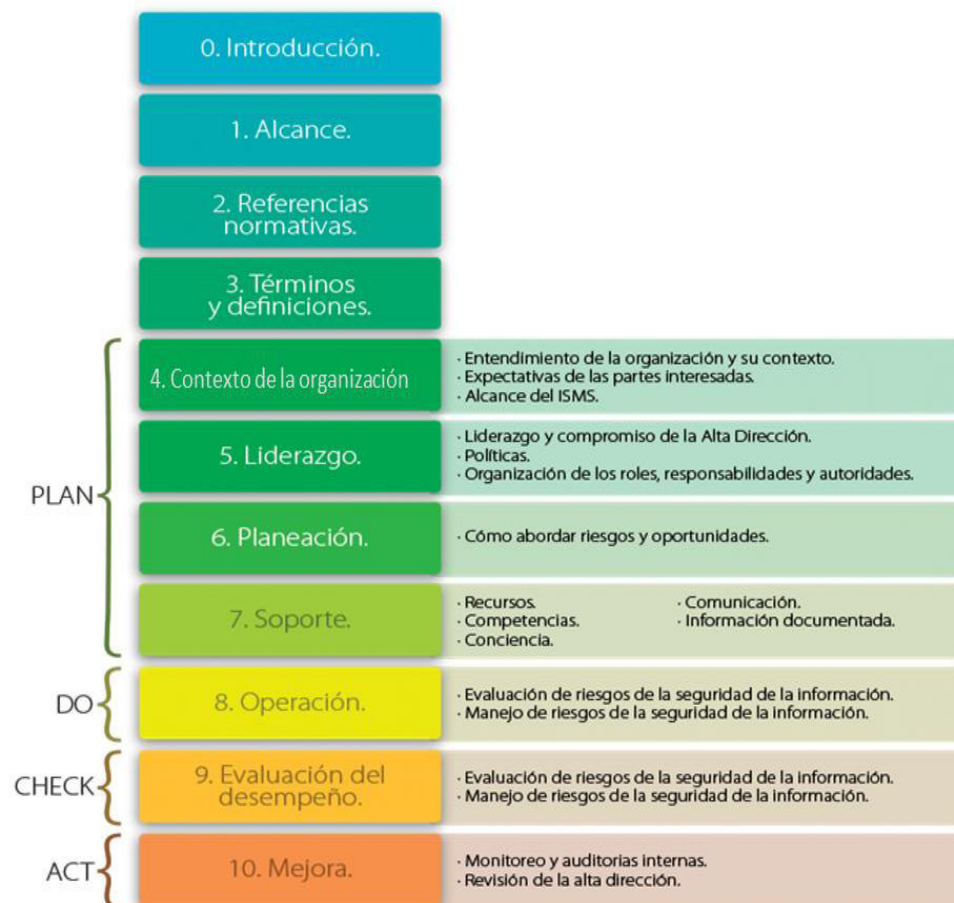 0. Introducción.
1. Alcance.
2. Referencias
normativas.
3. Términos
y definiciones.
PLAN
4. Contexto de la organización
· Entendimiento de la organización y su contexto.
· Expectativas de las partes interesadas.
· Alcance del ISMS.
5. Liderazgo.
· Liderazgo y compromiso de la Alta Dirección.
· Políticas.
· Organización de los roles, responsabilidades y autoridades.
6. Planeación.
· Cómo abordar riesgos y oportunidades.
7. Soporte.
· Recursos.
· Competencias.
· Conciencia.
· Comunicación.
· Información documentada.
DO
8. Operación.
· Evaluación de riesgos de la seguridad de la información.
· Manejo de riesgos de la seguridad de la información.
CHECK
9. Evaluación del
desempeño.
· Evaluación de riesgos de la seguridad de la información.
· Manejo de riesgos de la seguridad de la información.
ACT
10. Mejora.
· Monitoreo y auditorias internas.
· Revisión de la alta dirección.